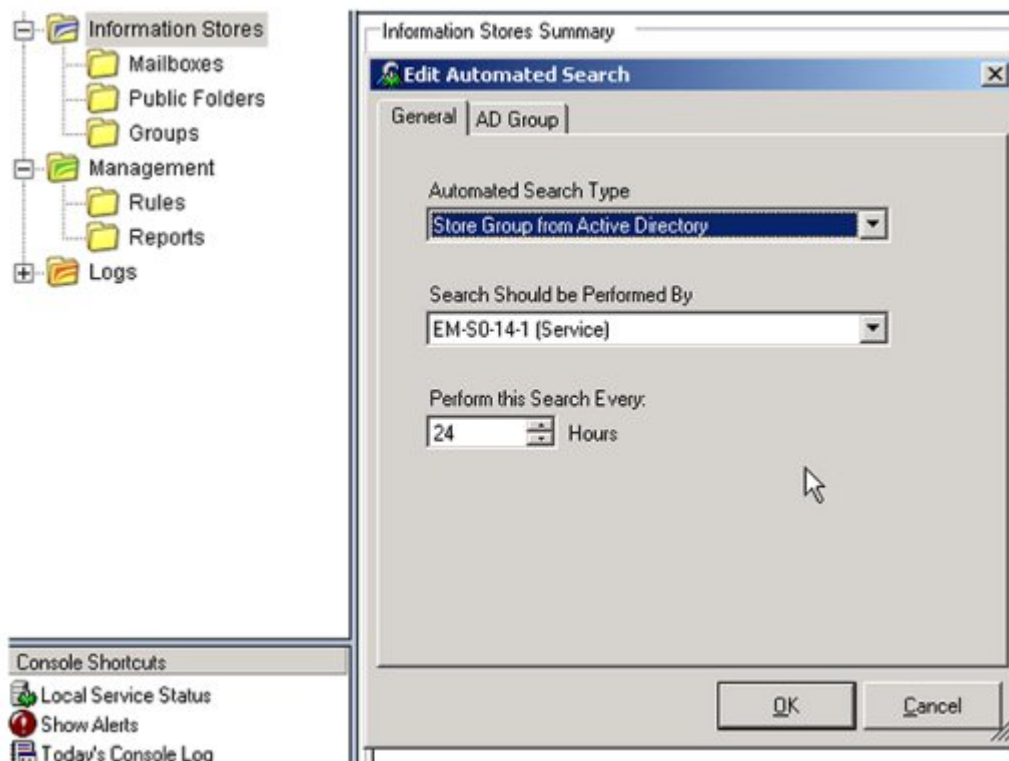 Information Stores
Mailboxes
Public Folders
Groups
Management
Rules
Reports
Logs
Console Shortcuts
Local Service Status
Show Alerts
Today's Console Log
Information Stores Summary
Edit Automated Search
General
AD Group
Automated Search Type
Store Group from Active Directory
Search Should be Performed By
EM-S0-14-1 (Service)
Perform this Search Every:
24 Hours
OK
Cancel